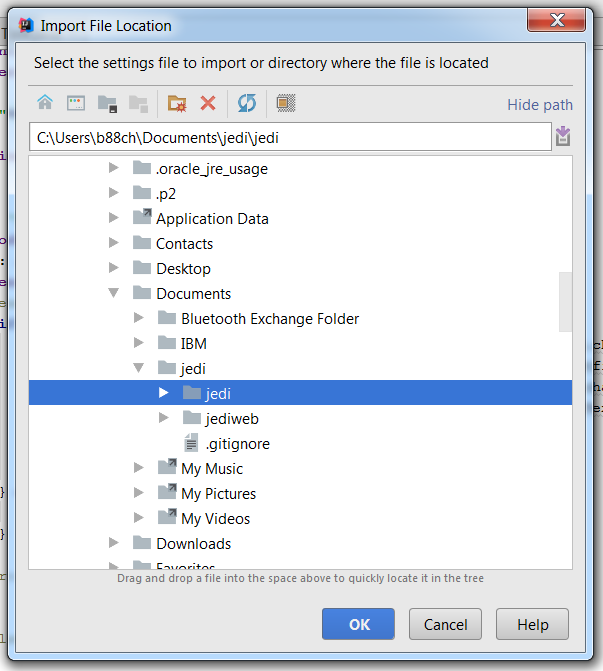 Import File Location
Select the settings file to import or directory where the file is located
Hide path
C:\Users\b88ch\Documents\jedi\jedi
.oracle_jre_usage
.p2
Application Data
Contacts
Desktop
Documents
Bluetooth Exchange Folder
IBM
jedi
jedi
jediweb
.gitignore
My Music
My Pictures
My Videos
Downloads
Favorites
Drag and drop a file into the space above to quickly locate it in the tree
OK
Cancel
Help